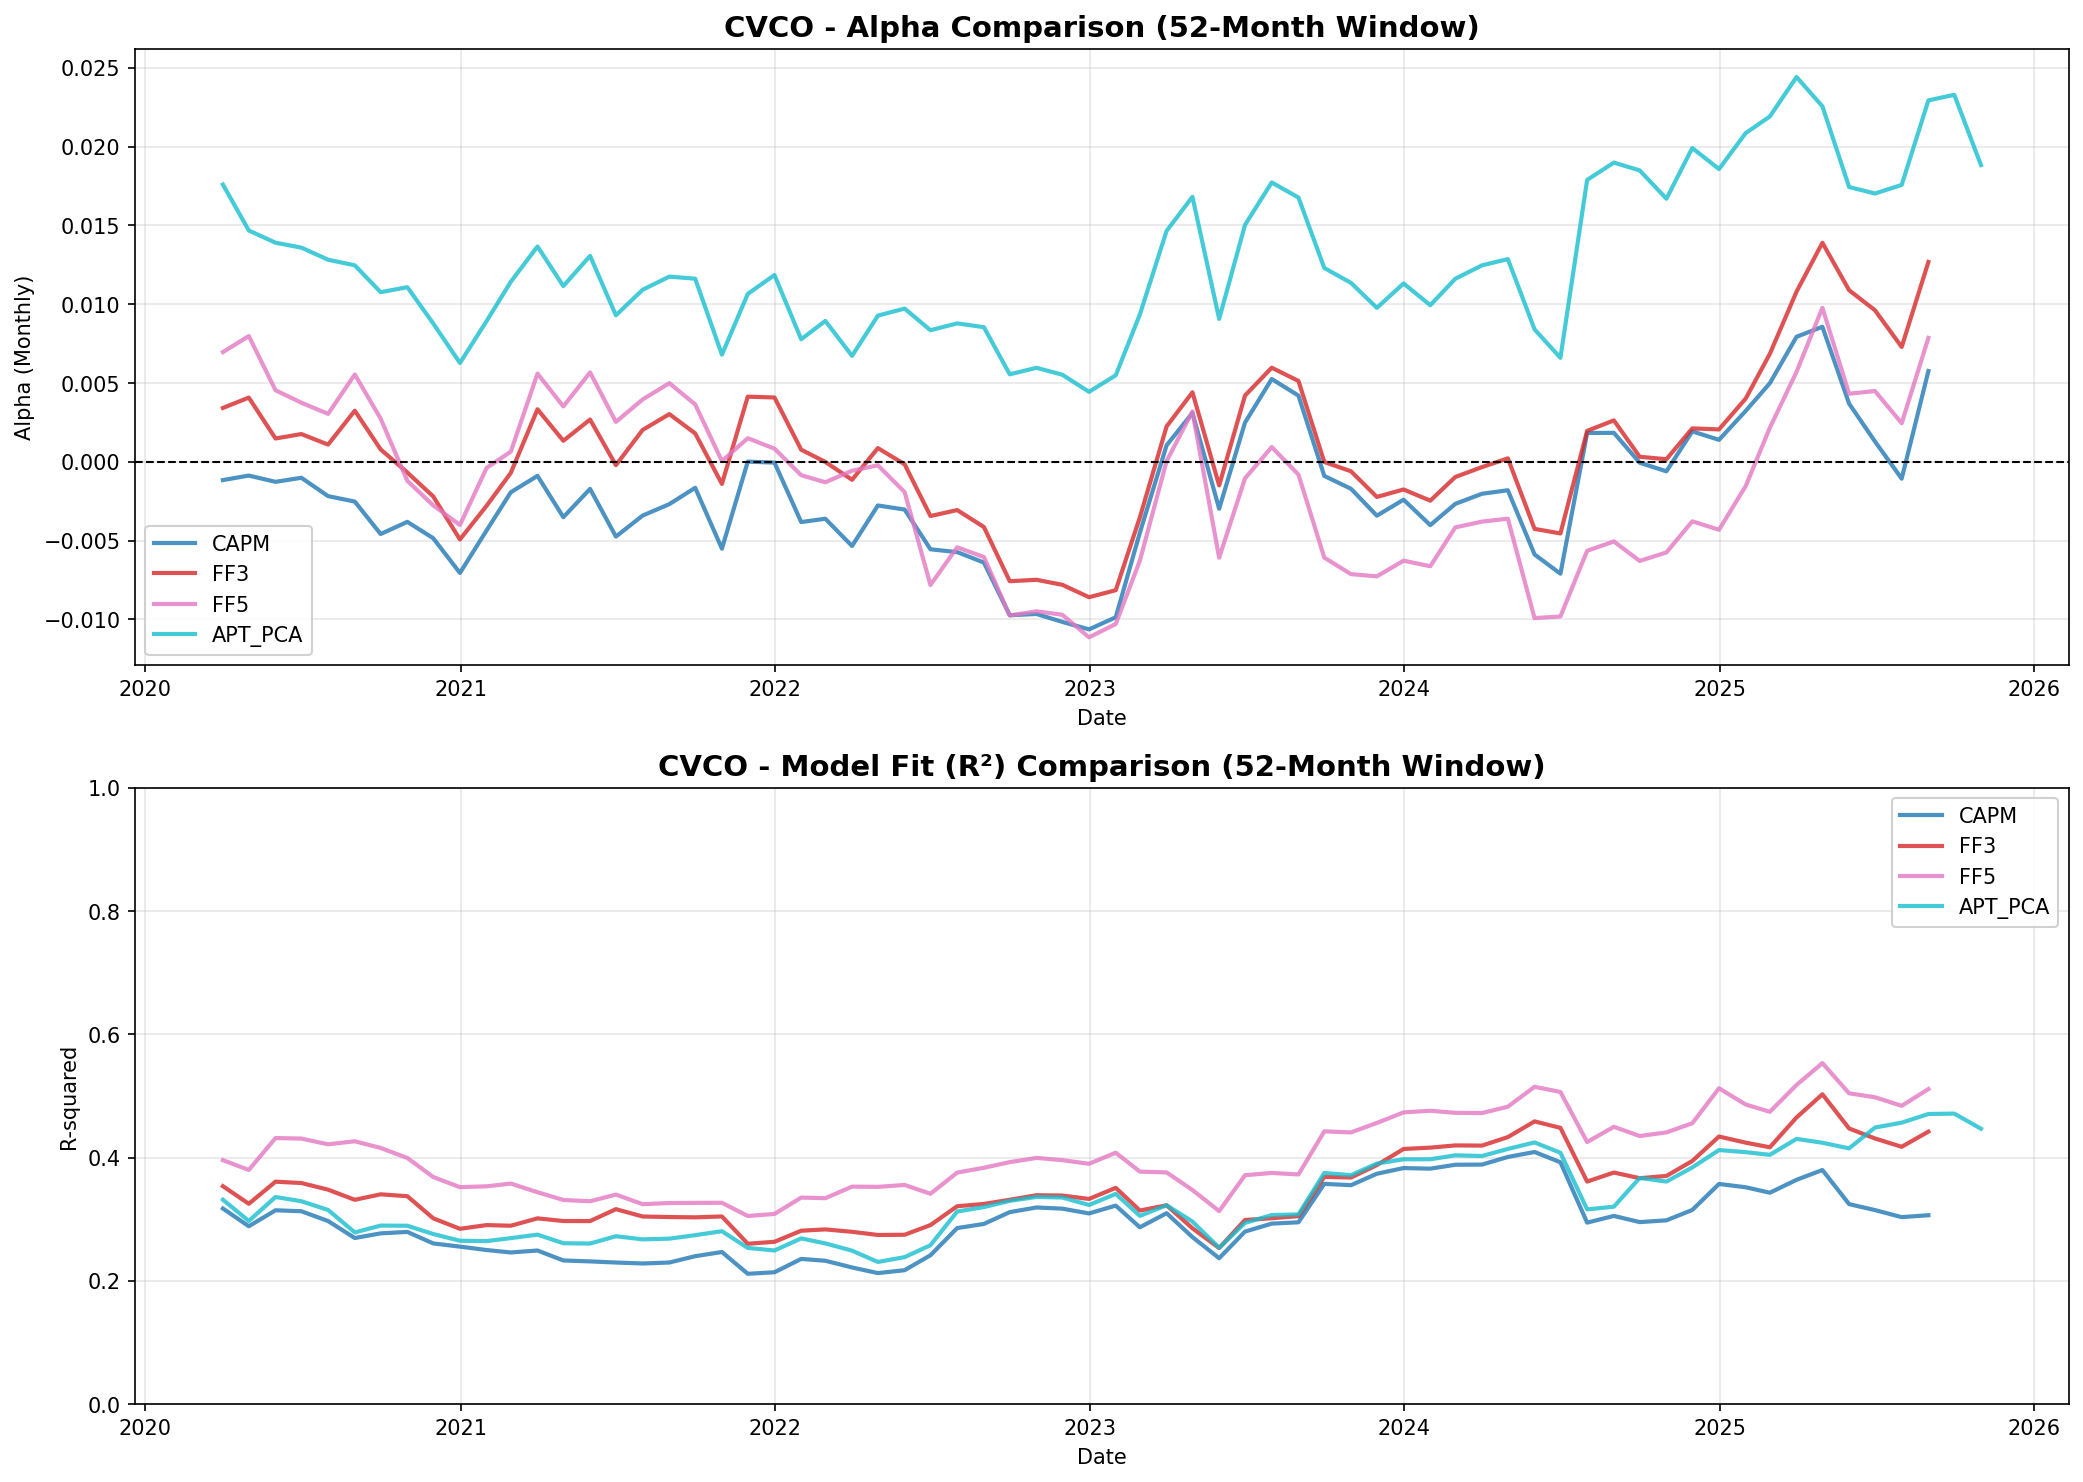 CVCO - Alpha Comparison (52-Month Window)
Alpha (Monthly)
0.025
0.020
0.015
0.010
0.005
0.000
−0.005
−0.010
CAPM
FF3
FF5
APT_PCA
2020 2021 2022 2023 2024 2025 2026
Date
CVCO - Model Fit (R²) Comparison (52-Month Window)
R-squared
1.0
0.8
0.6
0.4
0.2
0.0
CAPM
FF3
FF5
APT_PCA
2020 2021 2022 2023 2024 2025 2026
Date